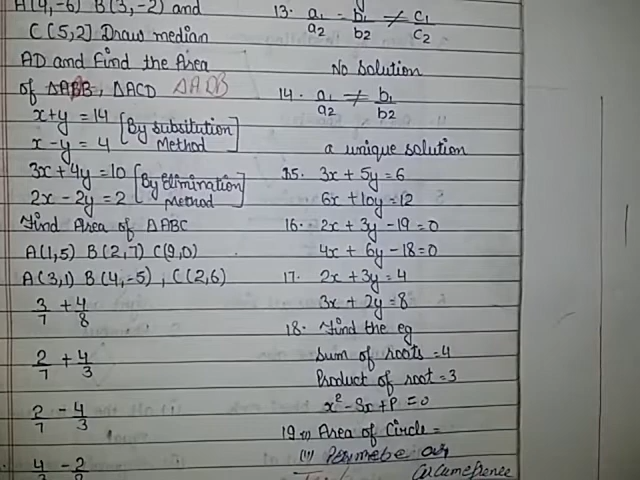 A(4,-6) B(3,-2) and
C(5,2) Draw median
AD and Find the Area
of ΔADB, ΔACD ΔADB
x+y=14 [By subsitution
x-y=4 Method]
3x+4y=10 [By Elimination
2x-2y=2 Method]
Find Area of ΔABC
A(1,5) B(2,7) C(9,0)
A(3,1) B(4,-5), C(2,6)
3/7 + 4/8
2/7 + 4/3
2/7 - 4/3
13. a₁/a₂ = b₁/b₂ ≠ c₁/c₂
No solution
14. a₁/a₂ ≠ b₁/b₂
a unique solution
15. 3x+5y=6
6x+10y=12
16. 2x+3y-19=0
4x+6y-18=0
17. 2x+3y=4
3x+2y=8
18. Find the eg
Sum of roots=4
Product of root=3
x²-Sx+P=0
19 (i) Area of Circle=
(ii)